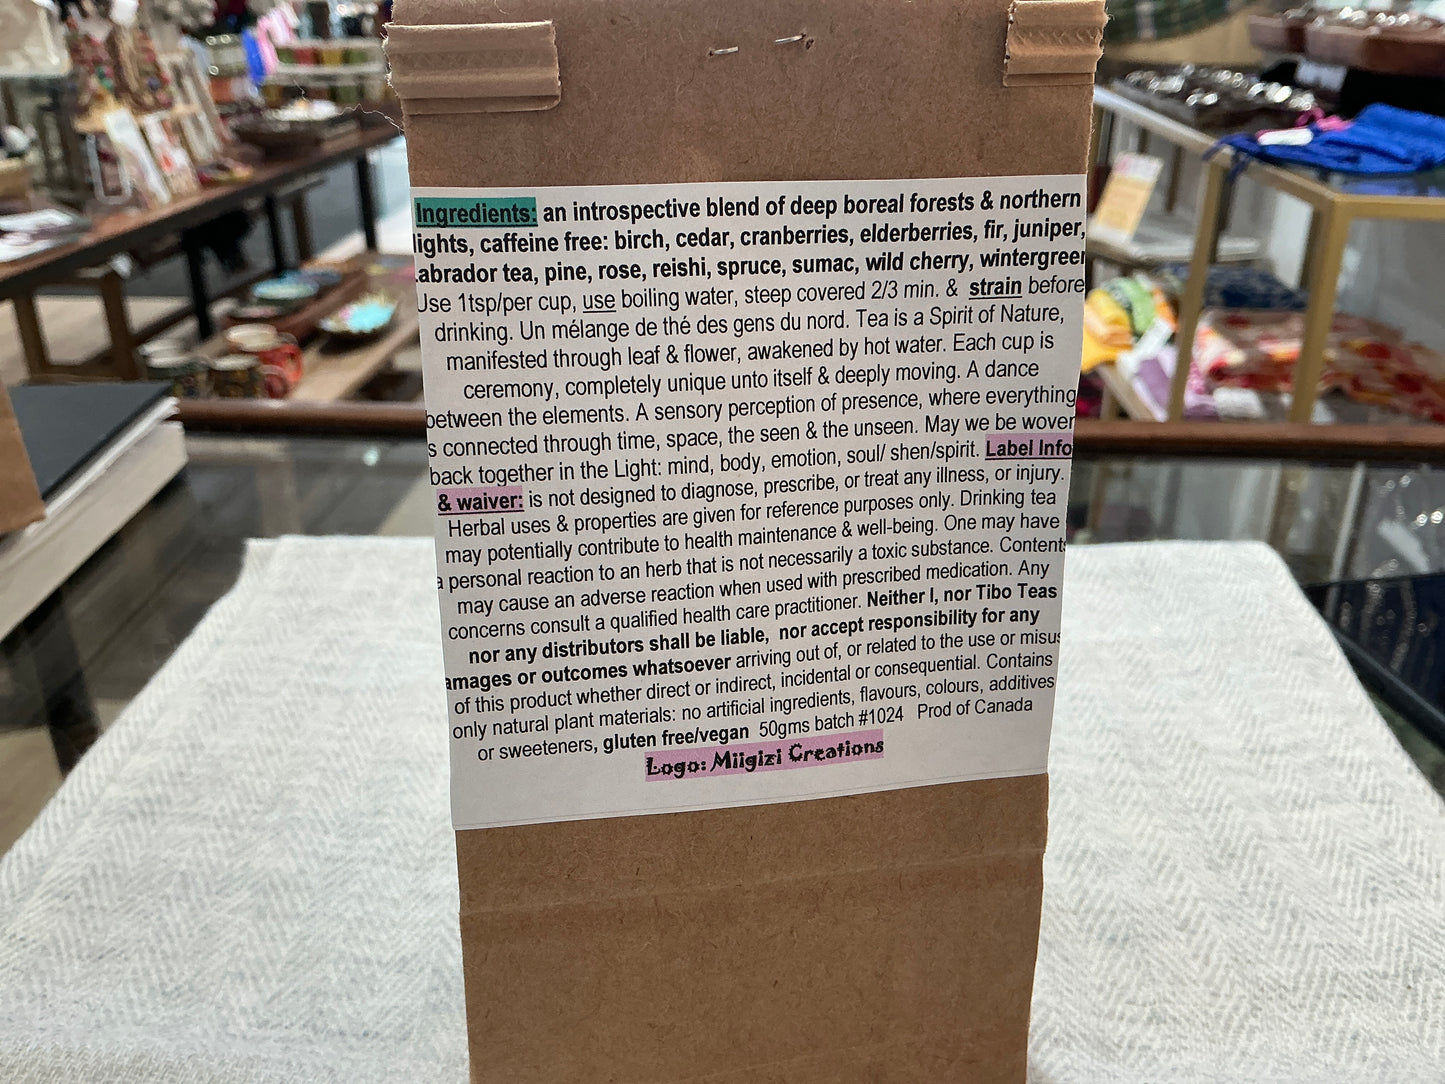 Ingredients: an introspective blend of deep boreal forests & northern
lights, caffeine free: birch, cedar, cranberries, elderberries, fir, juniper,
abrador tea, pine, rose, reishi, spruce, sumac, wild cherry, wintergreen
Use 1tsp/per cup, use boiling water, steep covered 2/3 min. & strain before
drinking. Un mélange de thé des gens du nord. Tea is a Spirit of Nature,
manifested through leaf & flower, awakened by hot water. Each cup is
ceremony, completely unique unto itself & deeply moving. A dance
between the elements. A sensory perception of presence, where everything
s connected through time, space, the seen & the unseen. May we be woven
back together in the Light: mind, body, emotion, soul/ shen/spirit. Label Info
& waiver: is not designed to diagnose, prescribe, or treat any illness, or injury.
Herbal uses & properties are given for reference purposes only. Drinking tea
may potentially contribute to health maintenance & well-being. One may have
a personal reaction to an herb that is not necessarily a toxic substance. Contents
may cause an adverse reaction when used with prescribed medication. Any
concerns consult a qualified health care practitioner. Neither I, nor Tibo Teas
nor any distributors shall be liable, nor accept responsibility for any
amages or outcomes whatsoever arriving out of, or related to the use or misus
of this product whether direct or indirect, incidental or consequential. Contains
only natural plant materials: no artificial ingredients, flavours, colours, additives
or sweeteners, gluten free/vegan 50gms batch #1024 Prod of Canada
Logo: Miigizi Creations